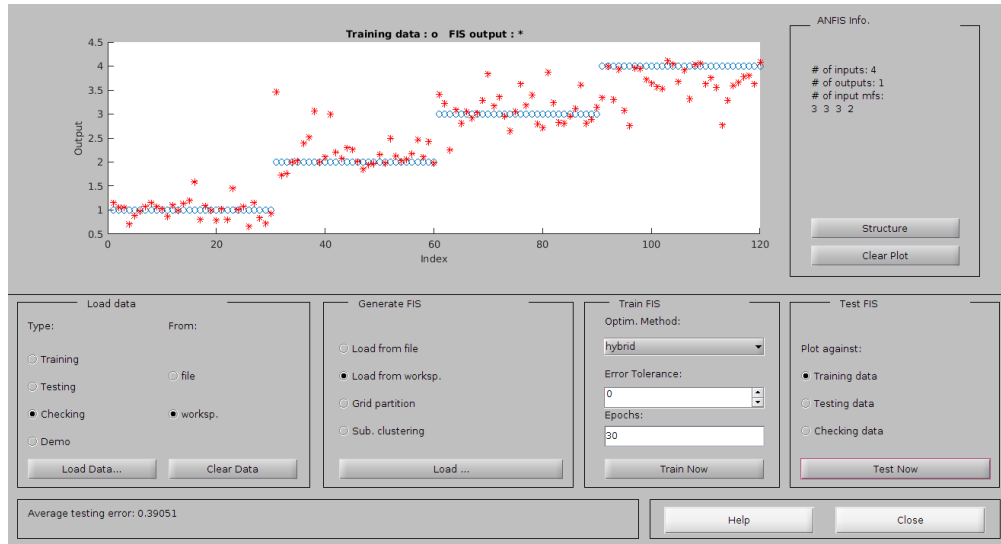 Training data : o   FIS output : *
4.5
4
3.5
3
2.5
2
1.5
1
0.5
Output
0 20 40 60 80 100 120
Index
ANFIS Info.
# of inputs: 4
# of outputs: 1
# of input mfs:
3 3 3 2
Structure
Clear Plot
Load data
Type: From:
Training
file
Testing
Checking
worksp.
Demo
Load Data... Clear Data
Generate FIS
Load from file
Load from worksp.
Grid partition
Sub. clustering
Load ...
Train FIS
Optim. Method:
hybrid
Error Tolerance:
0
Epochs:
30
Train Now
Test FIS
Plot against:
Training data
Testing data
Checking data
Test Now
Average testing error: 0.39051
Help Close